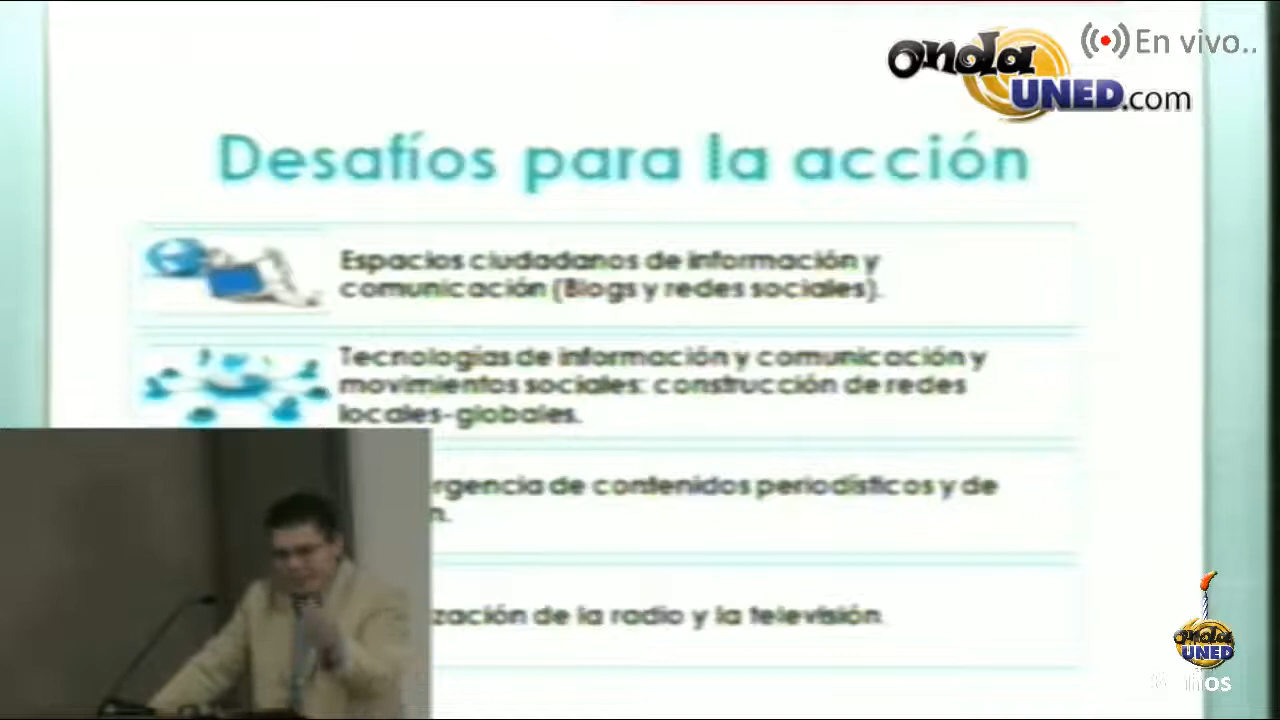 onda
UNED.com
En vivo..
Desafíos para la acción
Espacios ciudadanos de información y
comunicación (Blogs y redes sociales).
Tecnologías de información y comunicación y
movimientos sociales: construcción de redes
locales-globales.
rgencia de contenidos periodísticos y de
n.
zación de la radio y la televisión.
onda
UNED